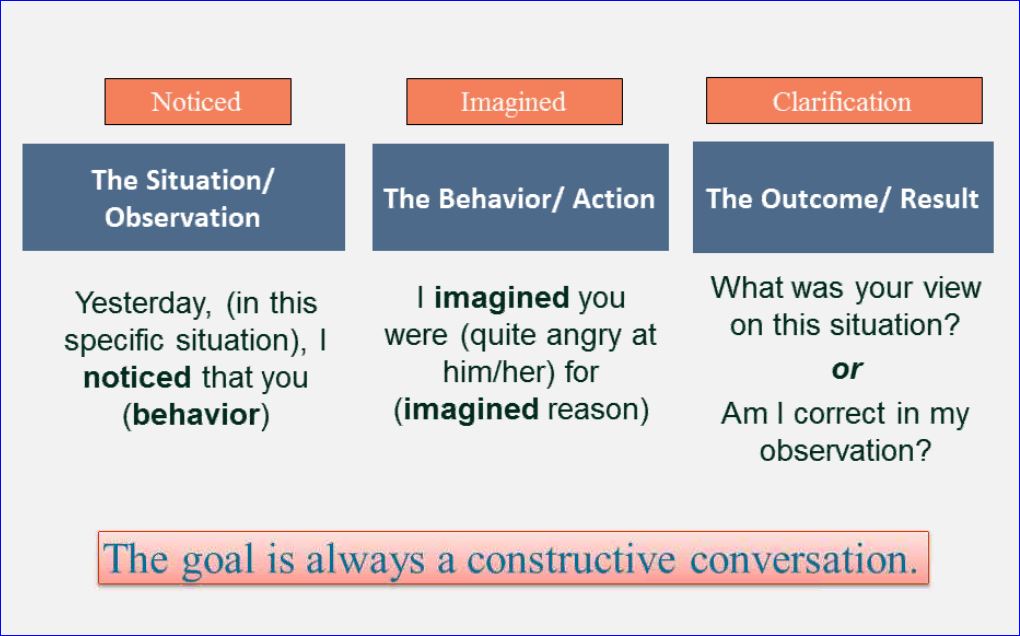 Noticed
The Situation/
Observation
Yesterday, (in this
specific situation), I
noticed that you
(behavior)
Imagined
The Behavior/ Action
I imagined you
were (quite angry at
him/her) for
(imagined reason)
Clarification
The Outcome/ Result
What was your view
on this situation?
or
Am I correct in my
observation?
The goal is always a constructive conversation.